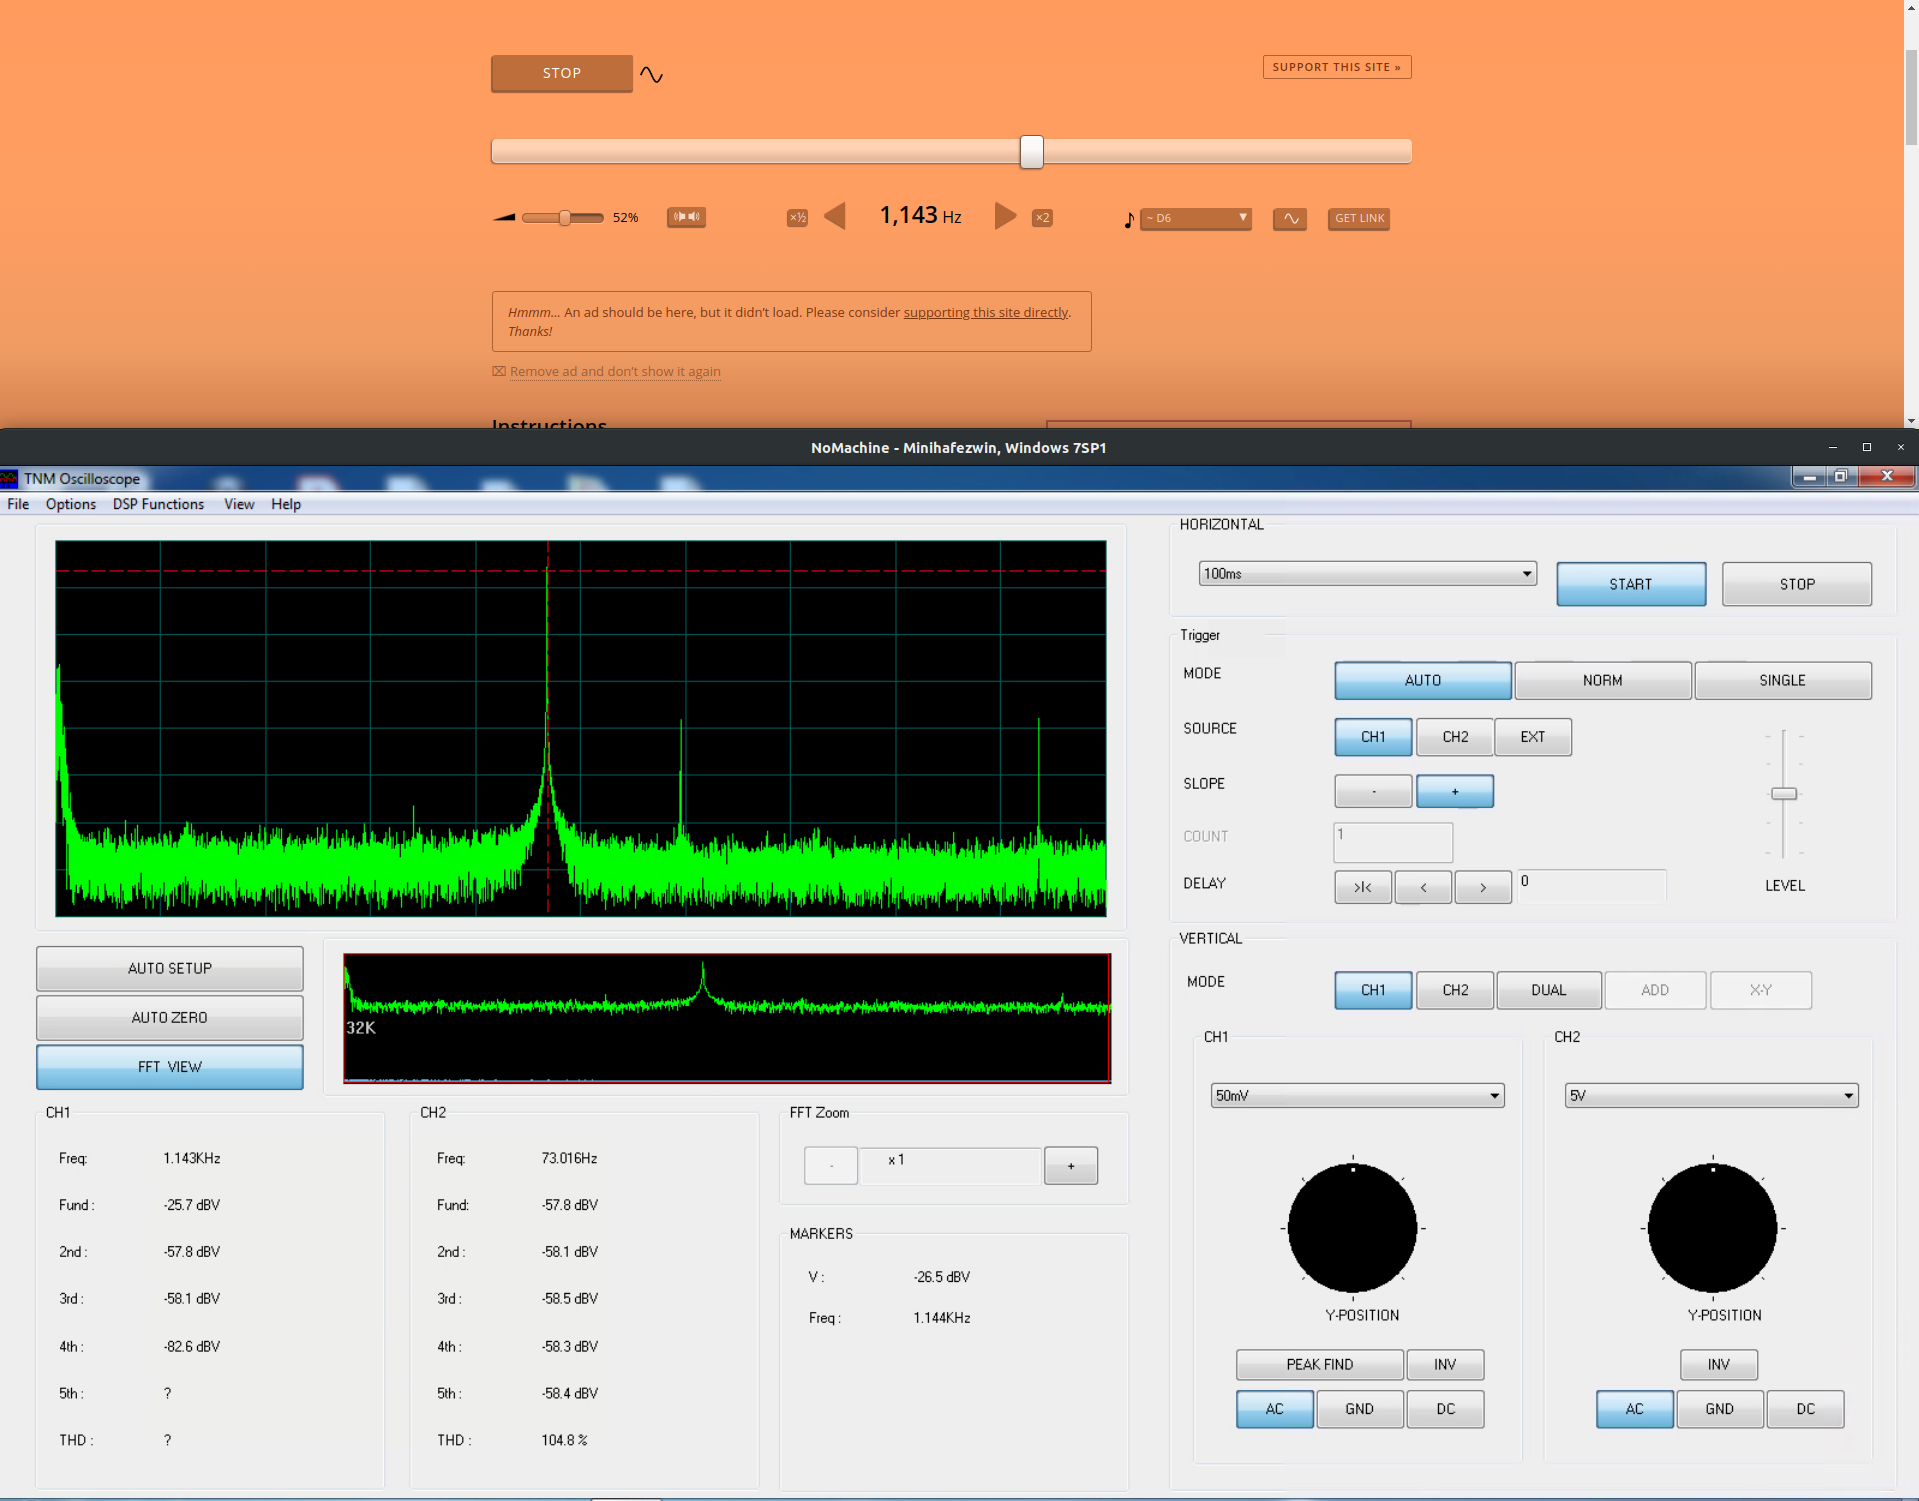 STOP
SUPPORT THIS SITE »
52%
×½
1,143 Hz
×2
~ D6
GET LINK
Hmmm... An ad should be here, but it didn't load. Please consider supporting this site directly.
Thanks!
Remove ad and don't show it again
Instructions
NoMachine - Minihafezwin, Windows 7SP1
TNM Oscilloscope
File Options DSP Functions View Help
HORIZONTAL
100ms
START
STOP
Trigger
MODE
AUTO
NORM
SINGLE
SOURCE
CH1
CH2
EXT
SLOPE
-
+
COUNT
1
DELAY
>|<
<
>
0
LEVEL
AUTO SETUP
AUTO ZERO
FFT VIEW
32K
VERTICAL
MODE
CH1
CH2
DUAL
ADD
X-Y
CH1
Freq: 1.143KHz
Fund : -25.7 dBV
2nd : -57.8 dBV
3rd : -58.1 dBV
4th : -82.6 dBV
5th : ?
THD : ?
CH2
Freq: 73.016Hz
Fund: -57.8 dBV
2nd : -58.1 dBV
3rd : -58.5 dBV
4th : -58.3 dBV
5th : -58.4 dBV
THD : 104.8 %
FFT Zoom
-
x 1
+
MARKERS
V : -26.5 dBV
Freq : 1.144KHz
CH1
50mV
Y-POSITION
PEAK FIND
INV
AC
GND
DC
CH2
5V
Y-POSITION
INV
AC
GND
DC